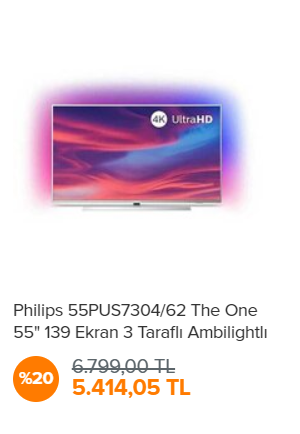 4K UltraHD
Philips 55PUS7304/62 The One
55" 139 Ekran 3 Taraflı Ambilightlı
%20
6.799,00 TL
5.414,05 TL